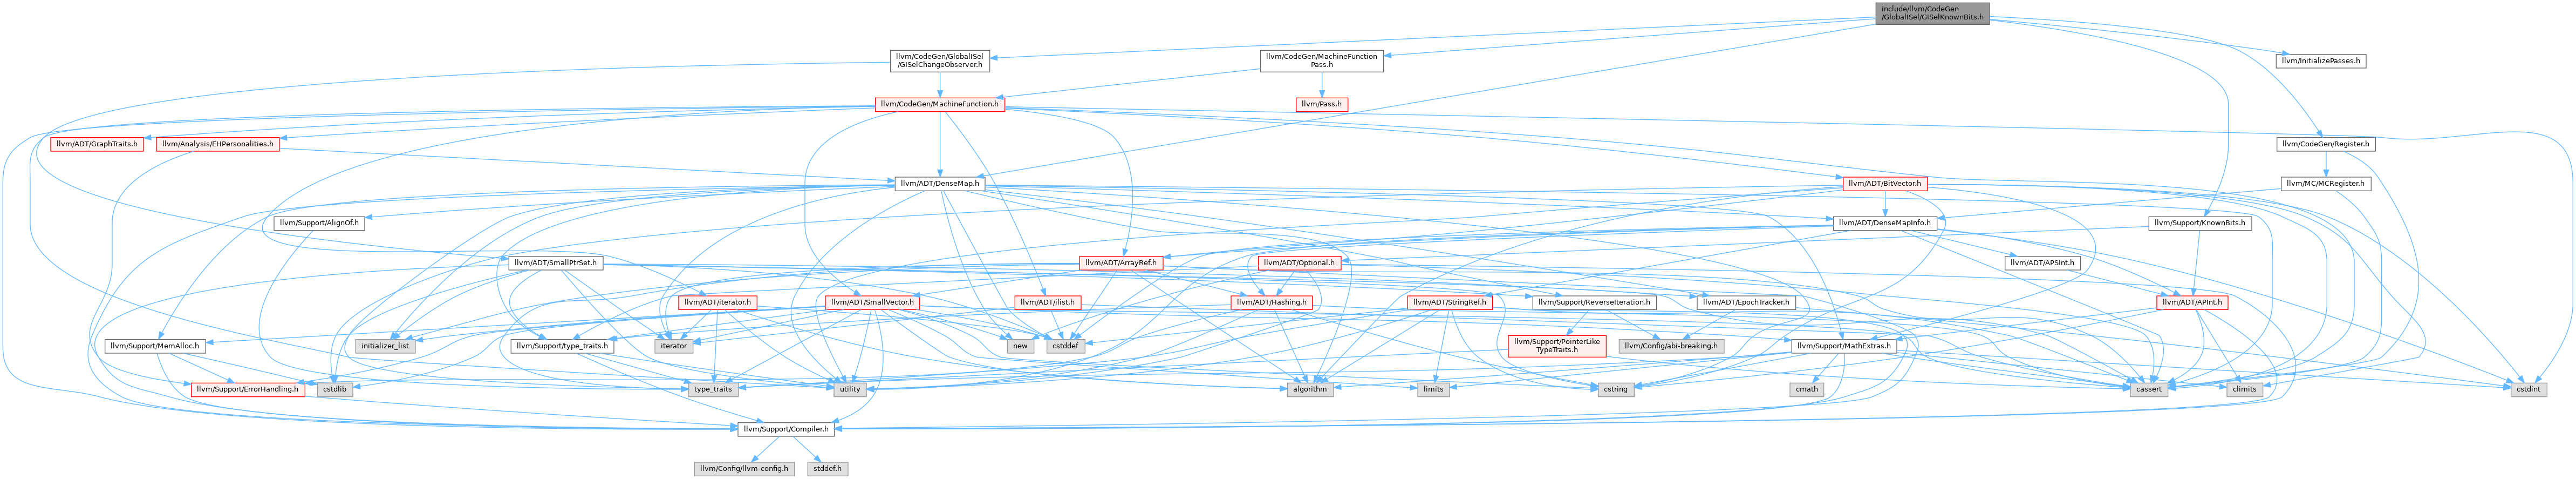 include/llvm/CodeGen
/GlobalISel/GISelKnownBits.h
llvm/CodeGen/GlobalISel
/GISelChangeObserver.h
llvm/CodeGen/MachineFunction
Pass.h
llvm/InitializePasses.h
llvm/CodeGen/MachineFunction.h
llvm/Pass.h
llvm/ADT/GraphTraits.h
llvm/Analysis/EHPersonalities.h
llvm/CodeGen/Register.h
llvm/ADT/DenseMap.h
llvm/ADT/BitVector.h
llvm/MC/MCRegister.h
llvm/Support/AlignOf.h
llvm/ADT/DenseMapInfo.h
llvm/Support/KnownBits.h
llvm/ADT/SmallPtrSet.h
llvm/ADT/ArrayRef.h
llvm/ADT/Optional.h
llvm/ADT/APSInt.h
llvm/ADT/iterator.h
llvm/ADT/SmallVector.h
llvm/ADT/ilist.h
llvm/ADT/Hashing.h
llvm/ADT/StringRef.h
llvm/Support/ReverseIteration.h
llvm/ADT/EpochTracker.h
llvm/ADT/APInt.h
llvm/Support/MemAlloc.h
initializer_list
llvm/Support/type_traits.h
iterator
new
cstddef
llvm/Support/PointerLike
TypeTraits.h
llvm/Config/abi-breaking.h
llvm/Support/MathExtras.h
llvm/Support/ErrorHandling.h
cstdlib
type_traits
utility
algorithm
limits
cstring
cmath
cassert
climits
cstdint
llvm/Support/Compiler.h
llvm/Config/llvm-config.h
stddef.h